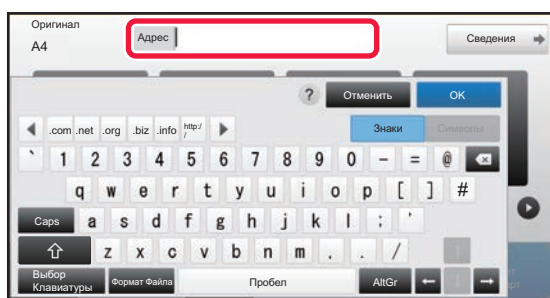 Оригинал
A4
Адрес
Сведения
? Отменить OK
.com .net .org .biz .info http:/
/
Знаки Символы
` 1 2 3 4 5 6 7 8 9 0 - = @
q w e r t y u i o p [ ] #
Caps a s d f g h j k l ; '
z x c v b n m , . /
Выбор
Клавиатуры
Формат Файла
Пробел
AltGr